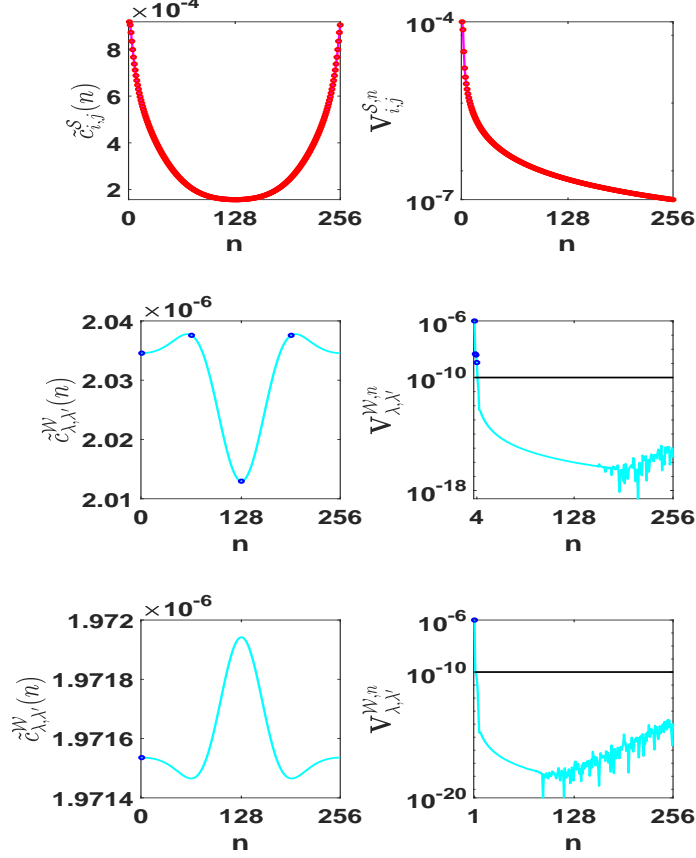 ×10^-4
8
6
4
2
0 128 256
n
c̃^S_{i,j}(n)
10^-4
10^-7
0 128 256
n
V^{S,n}_{i,j}
×10^-6
2.04
2.03
2.02
2.01
0 128 256
n
c̃^W_{λ,λ′}(n)
10^-6
10^-10
10^-18
4 128 256
n
V^{W,n}_{λ,λ′}
×10^-6
1.972
1.9718
1.9716
1.9714
0 128 256
n
c̃^W_{λ,λ′}(n)
10^-6
10^-10
10^-20
1 128 256
n
V^{W,n}_{λ,λ′}